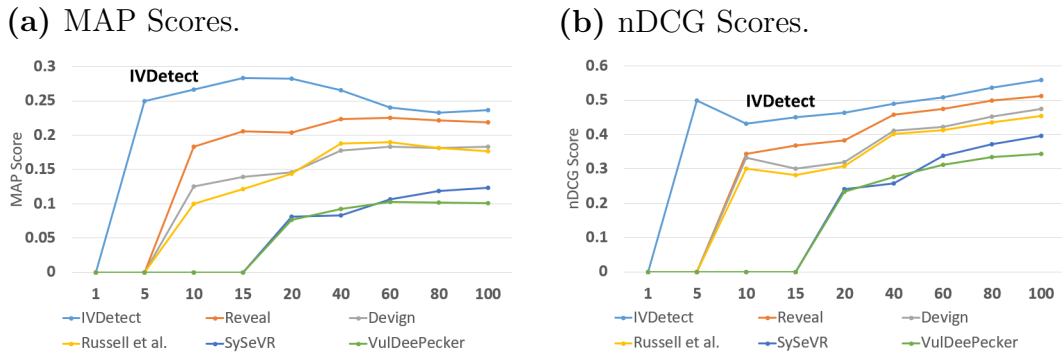 (a) MAP Scores.
0.3
0.25
0.2
0.15
0.1
0.05
0
MAP Score
IVDetect
1 5 10 15 20 40 60 80 100
IVDetect Reveal Devign
Russell et al. SySeVR VulDeePecker
(b) nDCG Scores.
0.6
0.5
0.4
0.3
0.2
0.1
0
nDCG Score
IVDetect
1 5 10 15 20 40 60 80 100
IVDetect Reveal Design
Russell et al. SySeVR VulDeePecker